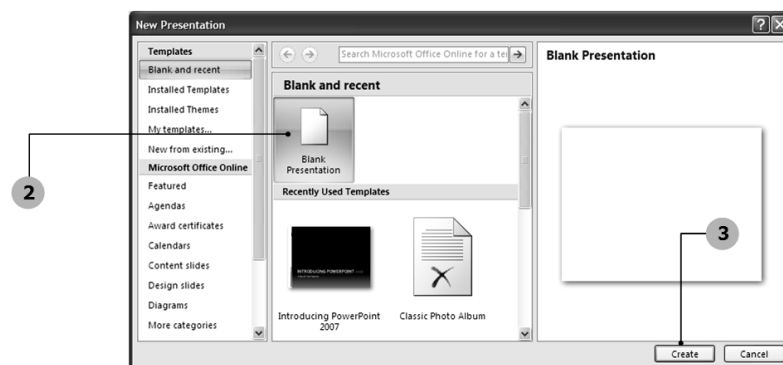 New Presentation
Templates
Blank and recent
Installed Templates
Installed Themes
My templates...
New from existing...
Microsoft Office Online
Featured
Agendas
Award certificates
Calendars
Content slides
Design slides
Diagrams
More categories
Search Microsoft Office Online for a te
Blank and recent
Blank
Presentation
Recently Used Templates
INTRODUCING POWERPOINT
Introducing PowerPoint
2007
Classic Photo Album
Blank Presentation
Create
Cancel
2
3